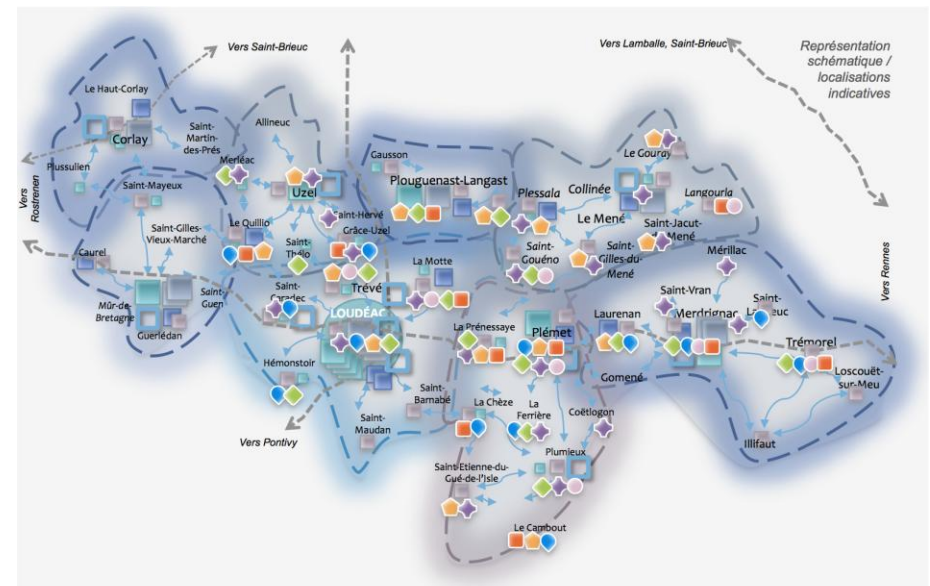 Vers Saint-Brieuc
Vers Lamballe, Saint-Brieuc
Représentation
schématique /
localisations
indicatives
Le Haut-Corlay
Corlay
Saint-
Martin
des-Prés
Plussulien
Vers
Rostrenen
Saint-Mayeux
Allineuc
Merléac
Uzel
Gausson
Plouguenast-Langast
Le Gouray
Plessala
Collinée
Langourla
Le Mené
Saint-Hervé
Le Quillio
Grâce-Uzel
Saint-Gilles-
Vieux-Marché
Saint-
Thélo
Saint-
Gouéno
Saint-
Gilles-du-
Mené
Saint-Jacut-
Mené
Mérillac
Vers Rennes
Caurel
Mûr-de-
Bretagne
Saint-
Guen
Guerlédan
Saint-
Trévé
La Motte
Saint-Vran
Saint-
Laurenan
Merdrignac
LOUDÉAC
La Prénessaye
Plémet
Trémorel
Loscouët-
sur-Meu
Gomené
Illifaut
Hémonstoir
Saint-
Barnabé
Saint-
Maudan
Vers Pontivy
La Chèze
La
Ferrière
Coëtlogon
Plumieux
Saint-Etienne-du-
Gué-de-l'Isle
Le Cambout